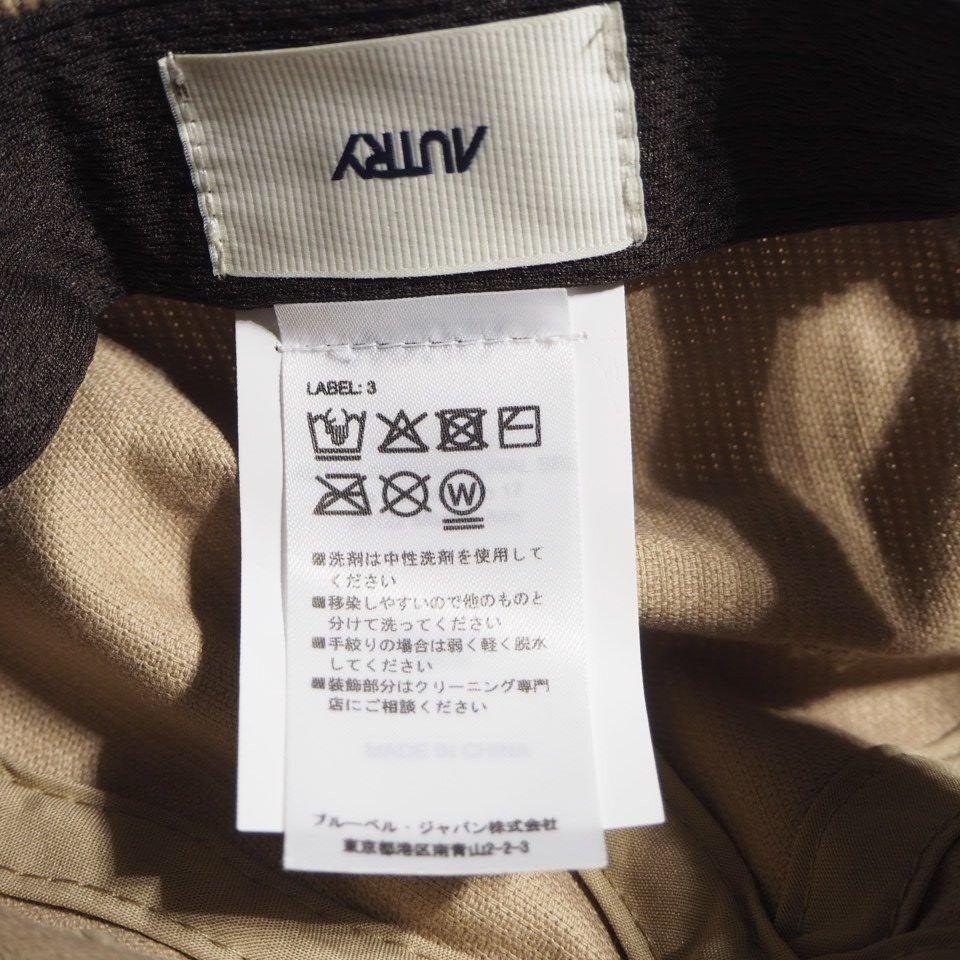 AUTRY
LABEL: 3
W
■洗剤は中性洗剤を使用して
ください
■移染しやすいので他のものと
分けて洗ってください
■手絞りの場合は弱く軽く脱水
してください
■装飾部分はクリーニング専門
店にご相談ください
MADE IN CHINA
ブルーベル・ジャパン株式会社
東京都港区南青山2-2-3